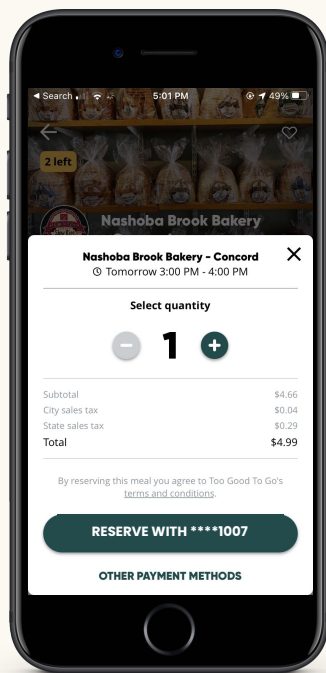 Search
5:01 PM
49%
2 left
Nashoba Brook Bakery
Nashoba Brook Bakery - Concord
Tomorrow 3:00 PM - 4:00 PM
Select quantity
1
Subtotal $4.66
City sales tax $0.04
State sales tax $0.29
Total $4.99
By reserving this meal you agree to Too Good To Go's
terms and conditions.
RESERVE WITH ****1007
OTHER PAYMENT METHODS